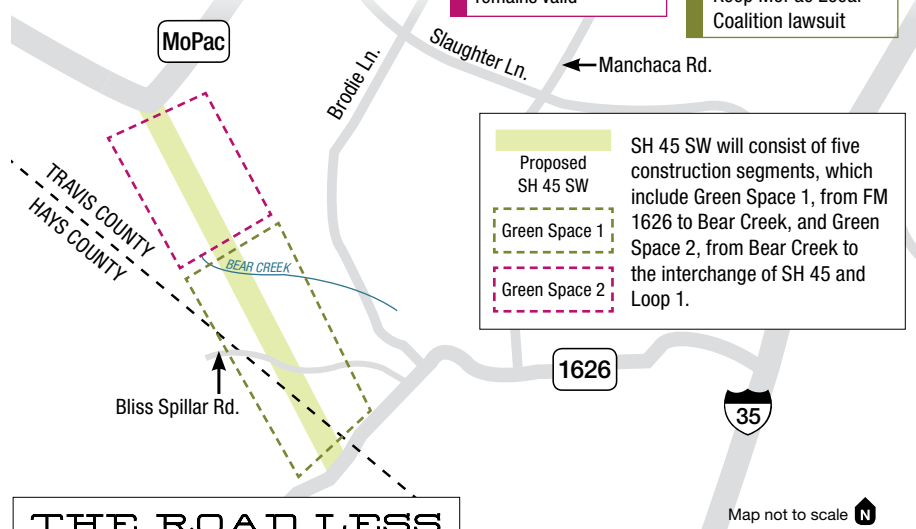 remains valid
Keep MoPac Local
Coalition lawsuit
MoPac
Brodie Ln.
Slaughter Ln.
Manchaca Rd.
TRAVIS COUNTY
HAYS COUNTY
BEAR CREEK
Proposed
SH 45 SW
Green Space 1
Green Space 2
SH 45 SW will consist of five
construction segments, which
include Green Space 1, from FM
1626 to Bear Creek, and Green
Space 2, from Bear Creek to
the interchange of SH 45 and
Loop 1.
1626
35
Bliss Spillar Rd.
THE ROAD LESS
Map not to scale N